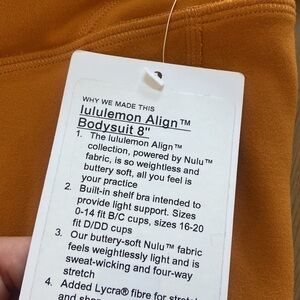 WHY WE MADE THIS
lululemon Align™
Bodysuit 8"
1. The lululemon Align™
collection, powered by Nulu™
fabric, is so weightless and
buttery soft, all you feel is
your practice
2. Built-in shelf bra intended to
provide light support. Sizes
0-14 fit B/C cups, sizes 16-20
fit D/DD cups
3. Our buttery-soft Nulu™ fabric
feels weightlessly light and is
sweat-wicking and four-way
stretch
4. Added Lycra® fibre for stretch
and shape